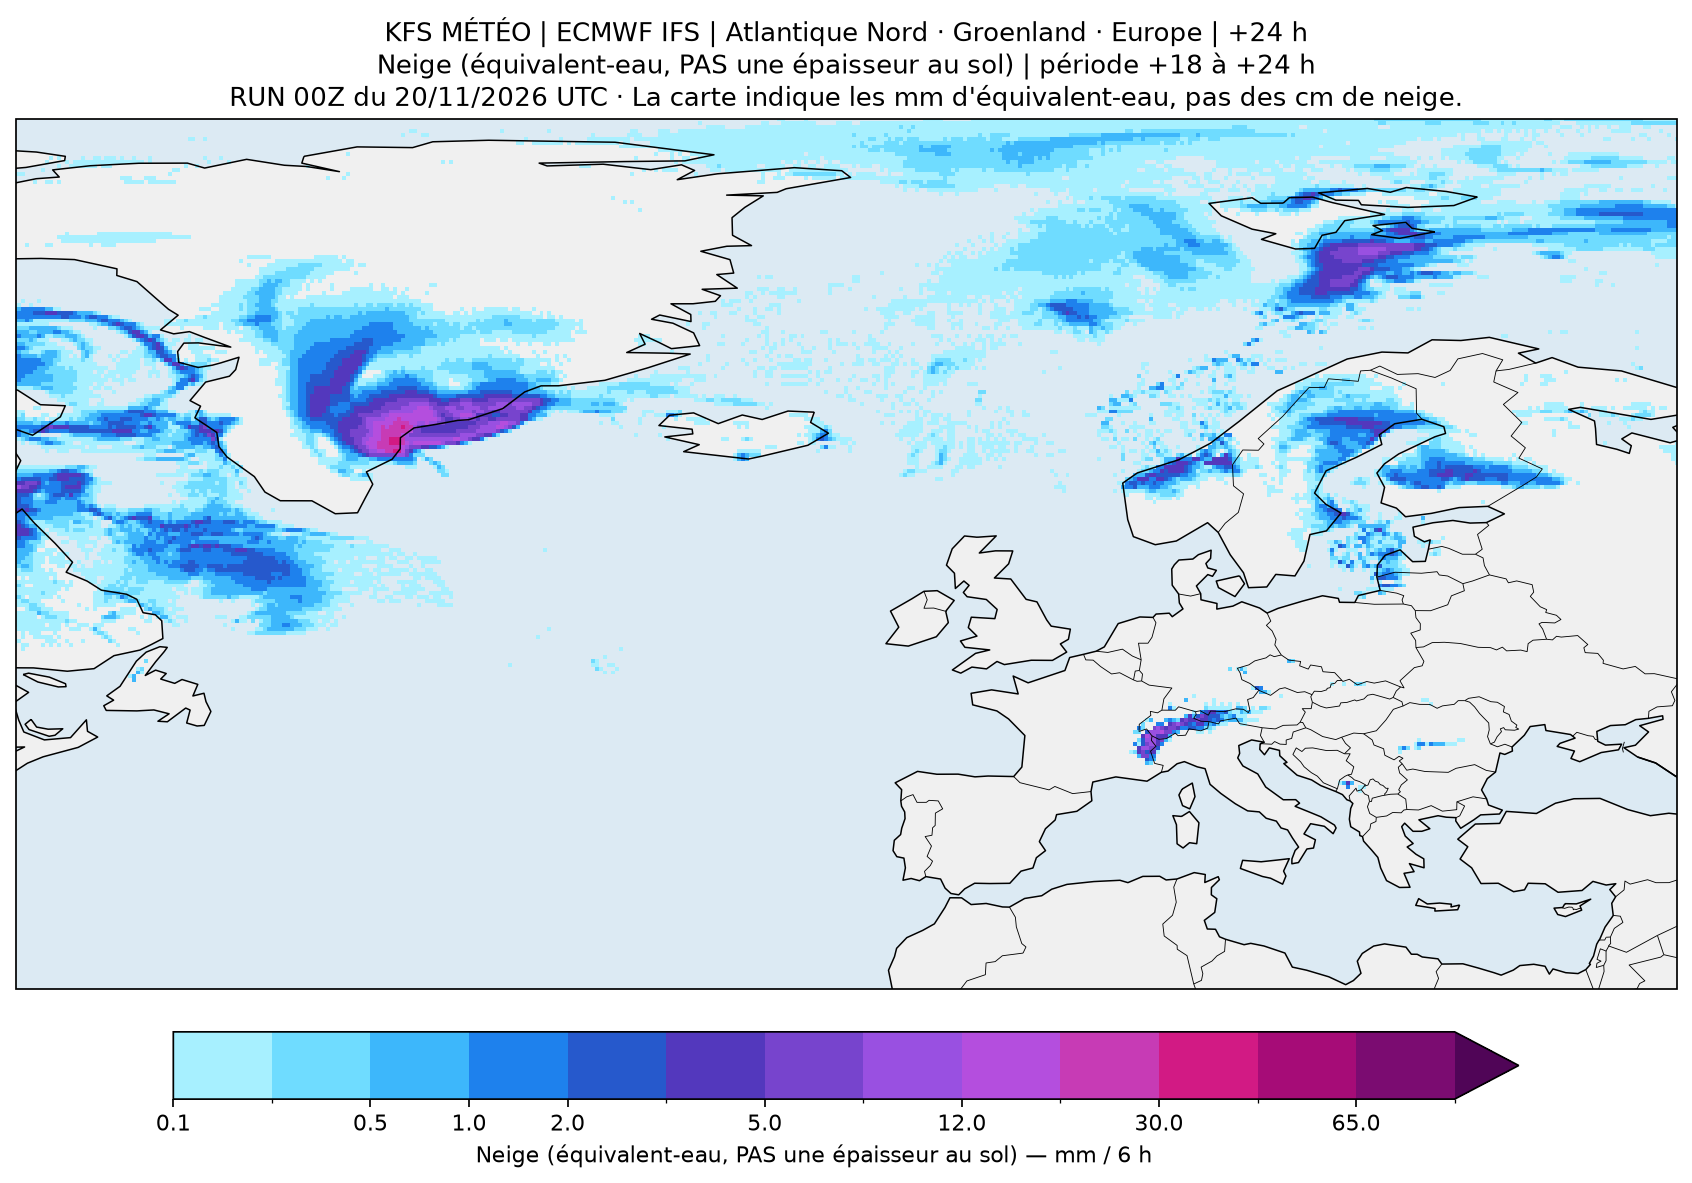 KFS MÉTÉO | ECMWF IFS | Atlantique Nord · Groenland · Europe | +24 h
Neige (équivalent-eau, PAS une épaisseur au sol) | période +18 à +24 h
RUN 00Z du 20/11/2026 UTC · La carte indique les mm d'équivalent-eau, pas des cm de neige.
0.1 0.5 1.0 2.0 5.0 12.0 30.0 65.0
Neige (équivalent-eau, PAS une épaisseur au sol) — mm / 6 h